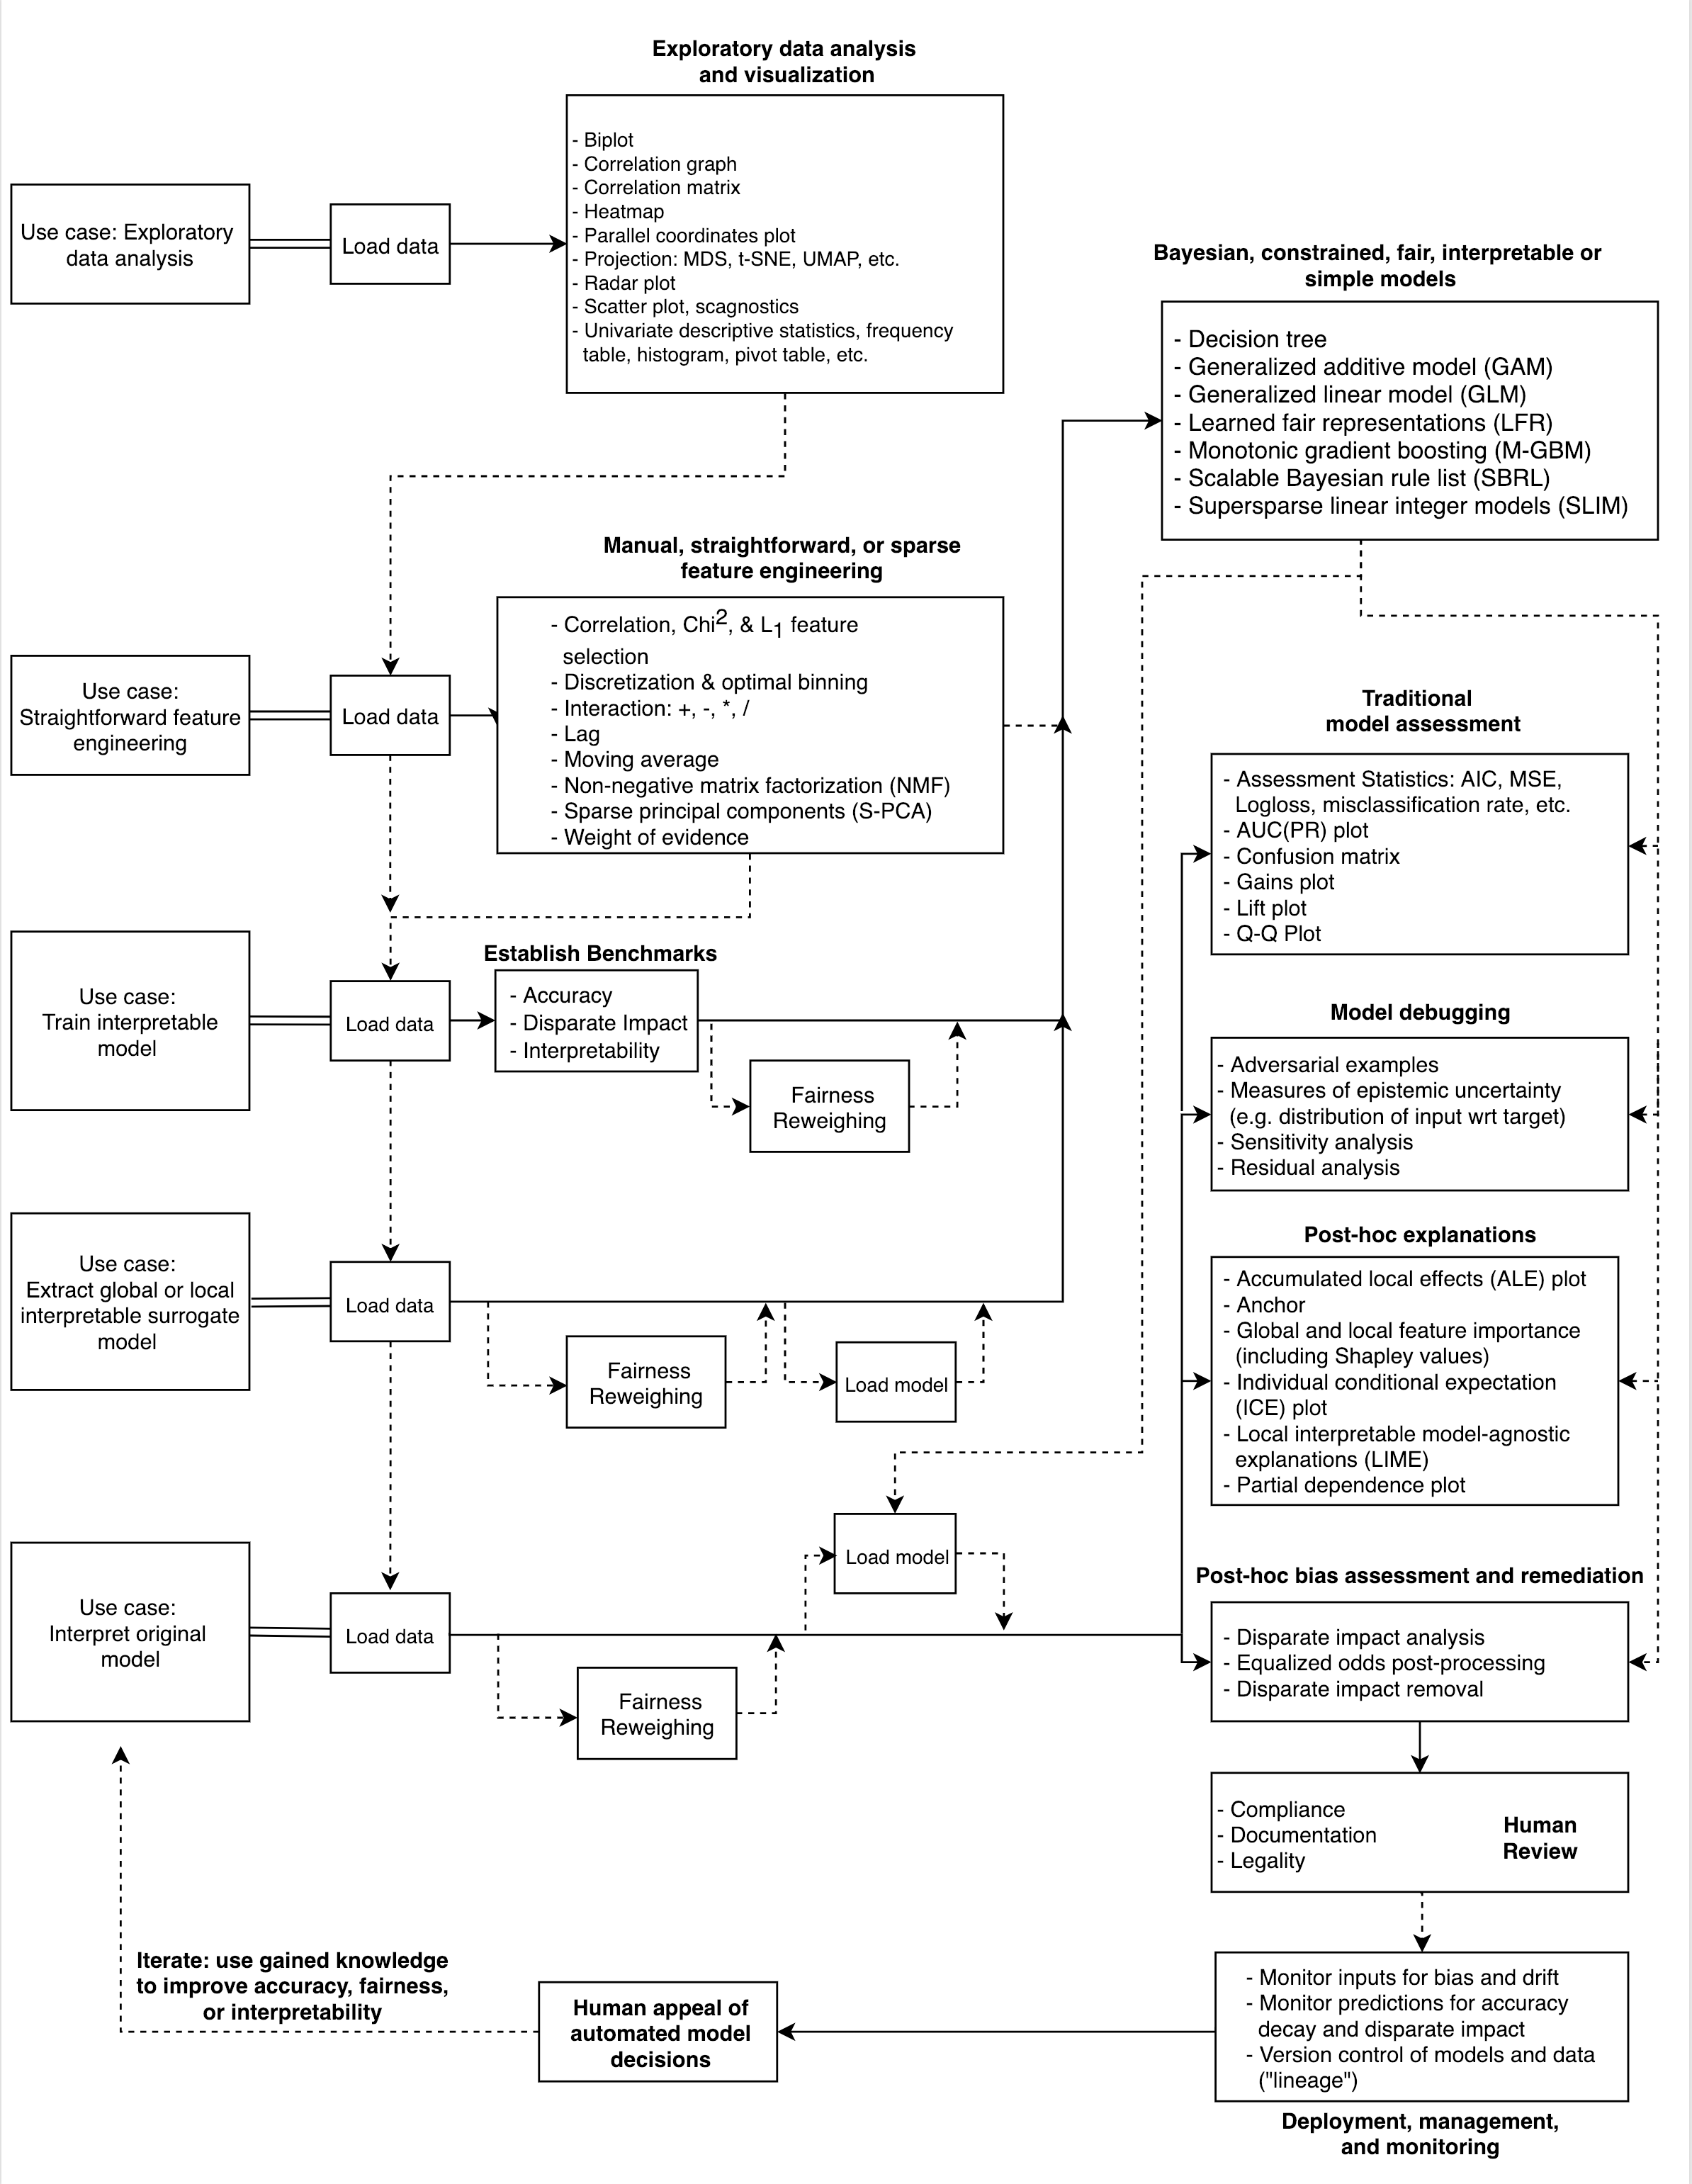 Exploratory data analysis
and visualization
- Biplot
- Correlation graph
- Correlation matrix
- Heatmap
- Parallel coordinates plot
- Projection: MDS, t-SNE, UMAP, etc.
- Radar plot
- Scatter plot, scagnostics
- Univariate descriptive statistics, frequency
table, histogram, pivot table, etc.
Use case: Exploratory
data analysis
Load data
Bayesian, constrained, fair, interpretable or
simple models
- Decision tree
- Generalized additive model (GAM)
- Generalized linear model (GLM)
- Learned fair representations (LFR)
- Monotonic gradient boosting (M-GBM)
- Scalable Bayesian rule list (SBRL)
- Supersparse linear integer models (SLIM)
Manual, straightforward, or sparse
feature engineering
- Correlation, Chi2, & L1 feature
selection
- Discretization & optimal binning
- Interaction: +, -, *, /
- Lag
- Moving average
- Non-negative matrix factorization (NMF)
- Sparse principal components (S-PCA)
- Weight of evidence
Use case:
Straightforward feature
engineering
Load data
Traditional
model assessment
- Assessment Statistics: AIC, MSE,
Logloss, misclassification rate, etc.
- AUC(PR) plot
- Confusion matrix
- Gains plot
- Lift plot
- Q-Q Plot
Establish Benchmarks
- Accuracy
- Disparate Impact
- Interpretability
Use case:
Train interpretable
model
Load data
Fairness
Reweighing
Model debugging
- Adversarial examples
- Measures of epistemic uncertainty
(e.g. distribution of input wrt target)
- Sensitivity analysis
- Residual analysis
Use case:
Extract global or local
interpretable surrogate
model
Load data
Fairness
Reweighing
Load model
Post-hoc explanations
- Accumulated local effects (ALE) plot
- Anchor
- Global and local feature importance
(including Shapley values)
- Individual conditional expectation
(ICE) plot
- Local interpretable model-agnostic
explanations (LIME)
- Partial dependence plot
Load model
Use case:
Interpret original
model
Load data
Fairness
Reweighing
Post-hoc bias assessment and remediation
- Disparate impact analysis
- Equalized odds post-processing
- Disparate impact removal
- Compliance
- Documentation
- Legality
Human
Review
Iterate: use gained knowledge
to improve accuracy, fairness,
or interpretability
Human appeal of
automated model
decisions
- Monitor inputs for bias and drift
- Monitor predictions for accuracy
decay and disparate impact
- Version control of models and data
("lineage")
Deployment, management,
and monitoring